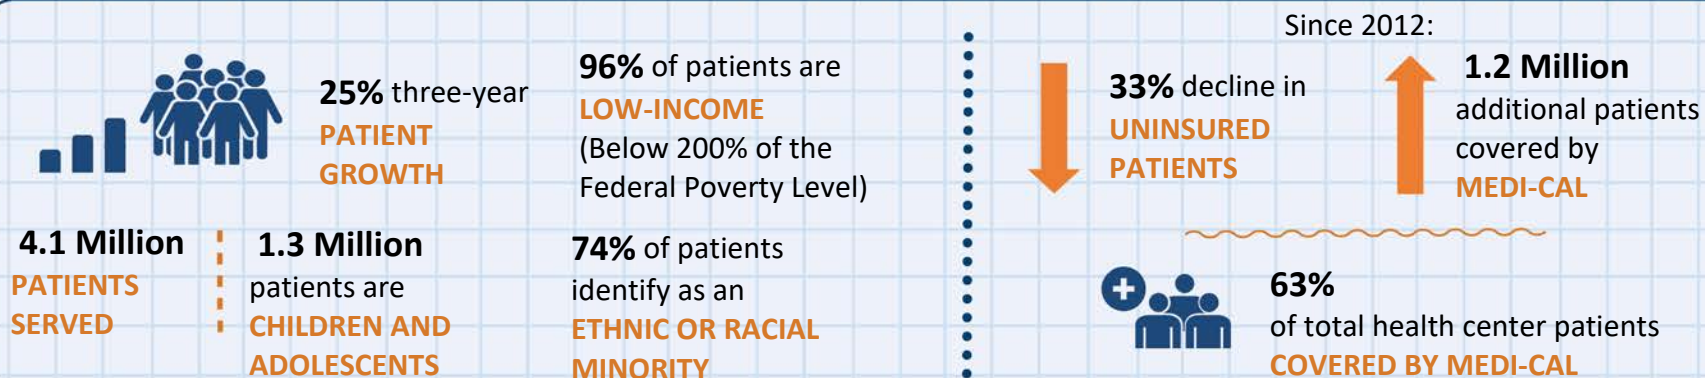 25% three-year
PATIENT
GROWTH
96% of patients are
LOW-INCOME
(Below 200% of the
Federal Poverty Level)
4.1 Million
PATIENTS
SERVED
1.3 Million
patients are
CHILDREN AND
ADOLESCENTS
74% of patients
identify as an
ETHNIC OR RACIAL
MINORITY
Since 2012:
33% decline in
UNINSURED
PATIENTS
1.2 Million
additional patients
covered by
MEDI-CAL
63%
of total health center patients
COVERED BY MEDI-CAL